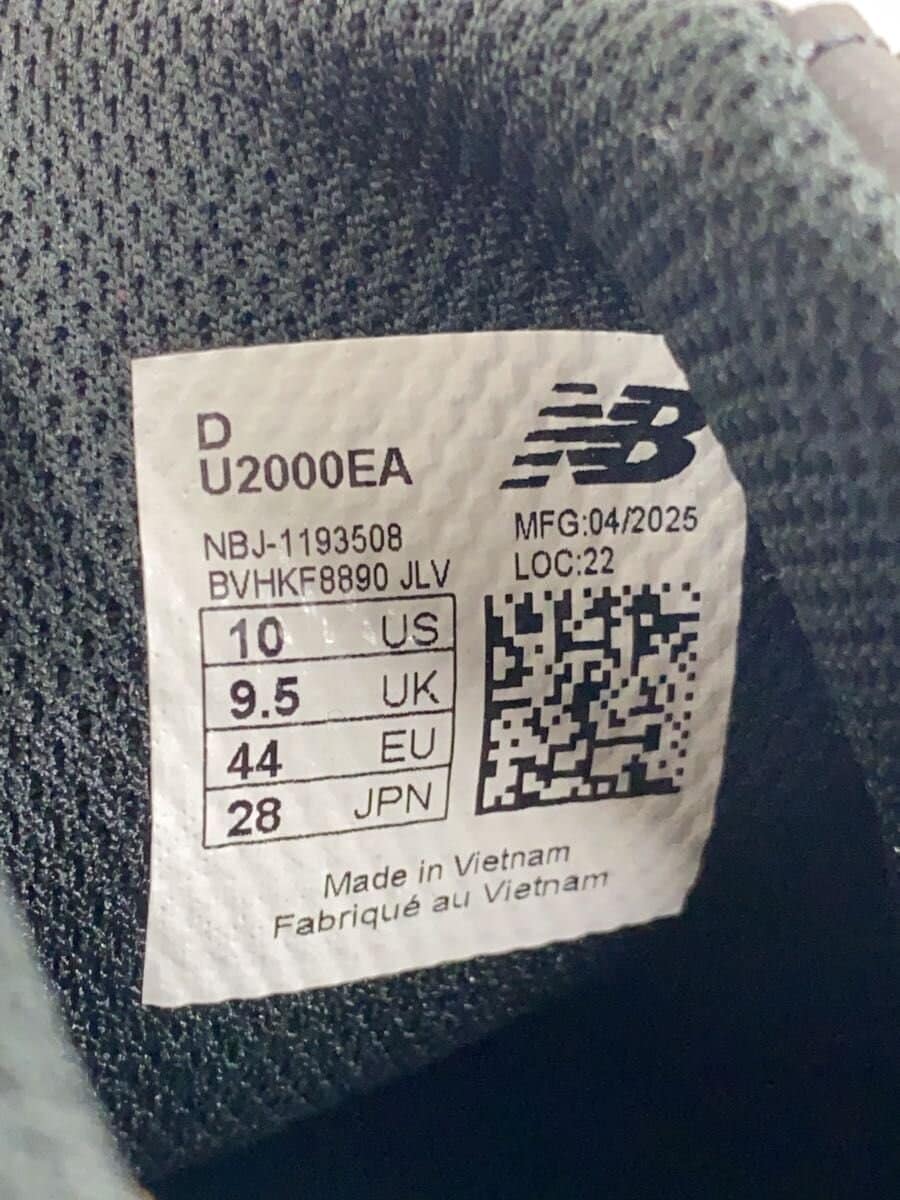 D
U2000EA
NB
NBJ-1193508
BVHKF8890 JLV
MFG:04/2025
LOC:22
10 US
9.5 UK
44 EU
28 JPN
Made in Vietnam
Fabriqué au Vietnam